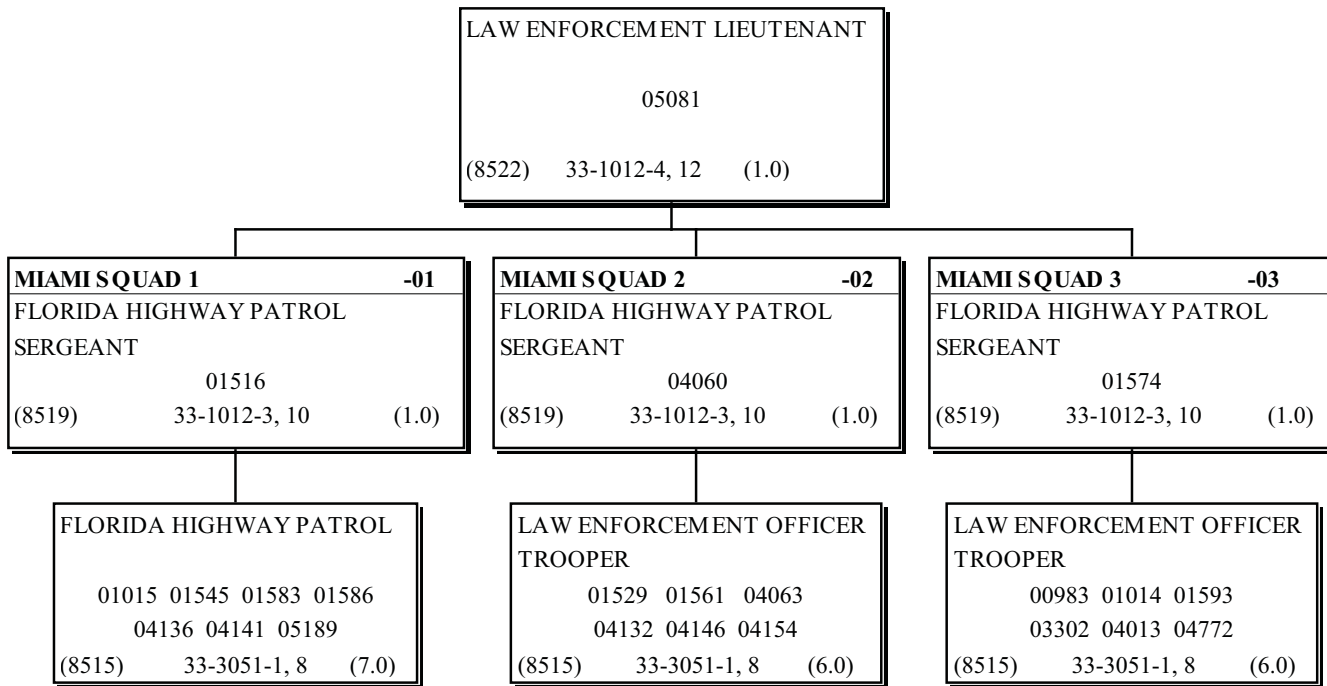 LAW ENFORCEMENT LIEUTENANT
05081
(8522) 33-1012-4, 12 (1.0)
MIAMI SQUAD 1 -01
FLORIDA HIGHWAY PATROL
SERGEANT
01516
(8519) 33-1012-3, 10 (1.0)
MIAMI SQUAD 2 -02
FLORIDA HIGHWAY PATROL
SERGEANT
04060
(8519) 33-1012-3, 10 (1.0)
MIAMI SQUAD 3 -03
FLORIDA HIGHWAY PATROL
SERGEANT
01574
(8519) 33-1012-3, 10 (1.0)
FLORIDA HIGHWAY PATROL
01015 01545 01583 01586
04136 04141 05189
(8515) 33-3051-1, 8 (7.0)
LAW ENFORCEMENT OFFICER
TROOPER
01529 01561 04063
04132 04146 04154
(8515) 33-3051-1, 8 (6.0)
LAW ENFORCEMENT OFFICER
TROOPER
00983 01014 01593
03302 04013 04772
(8515) 33-3051-1, 8 (6.0)